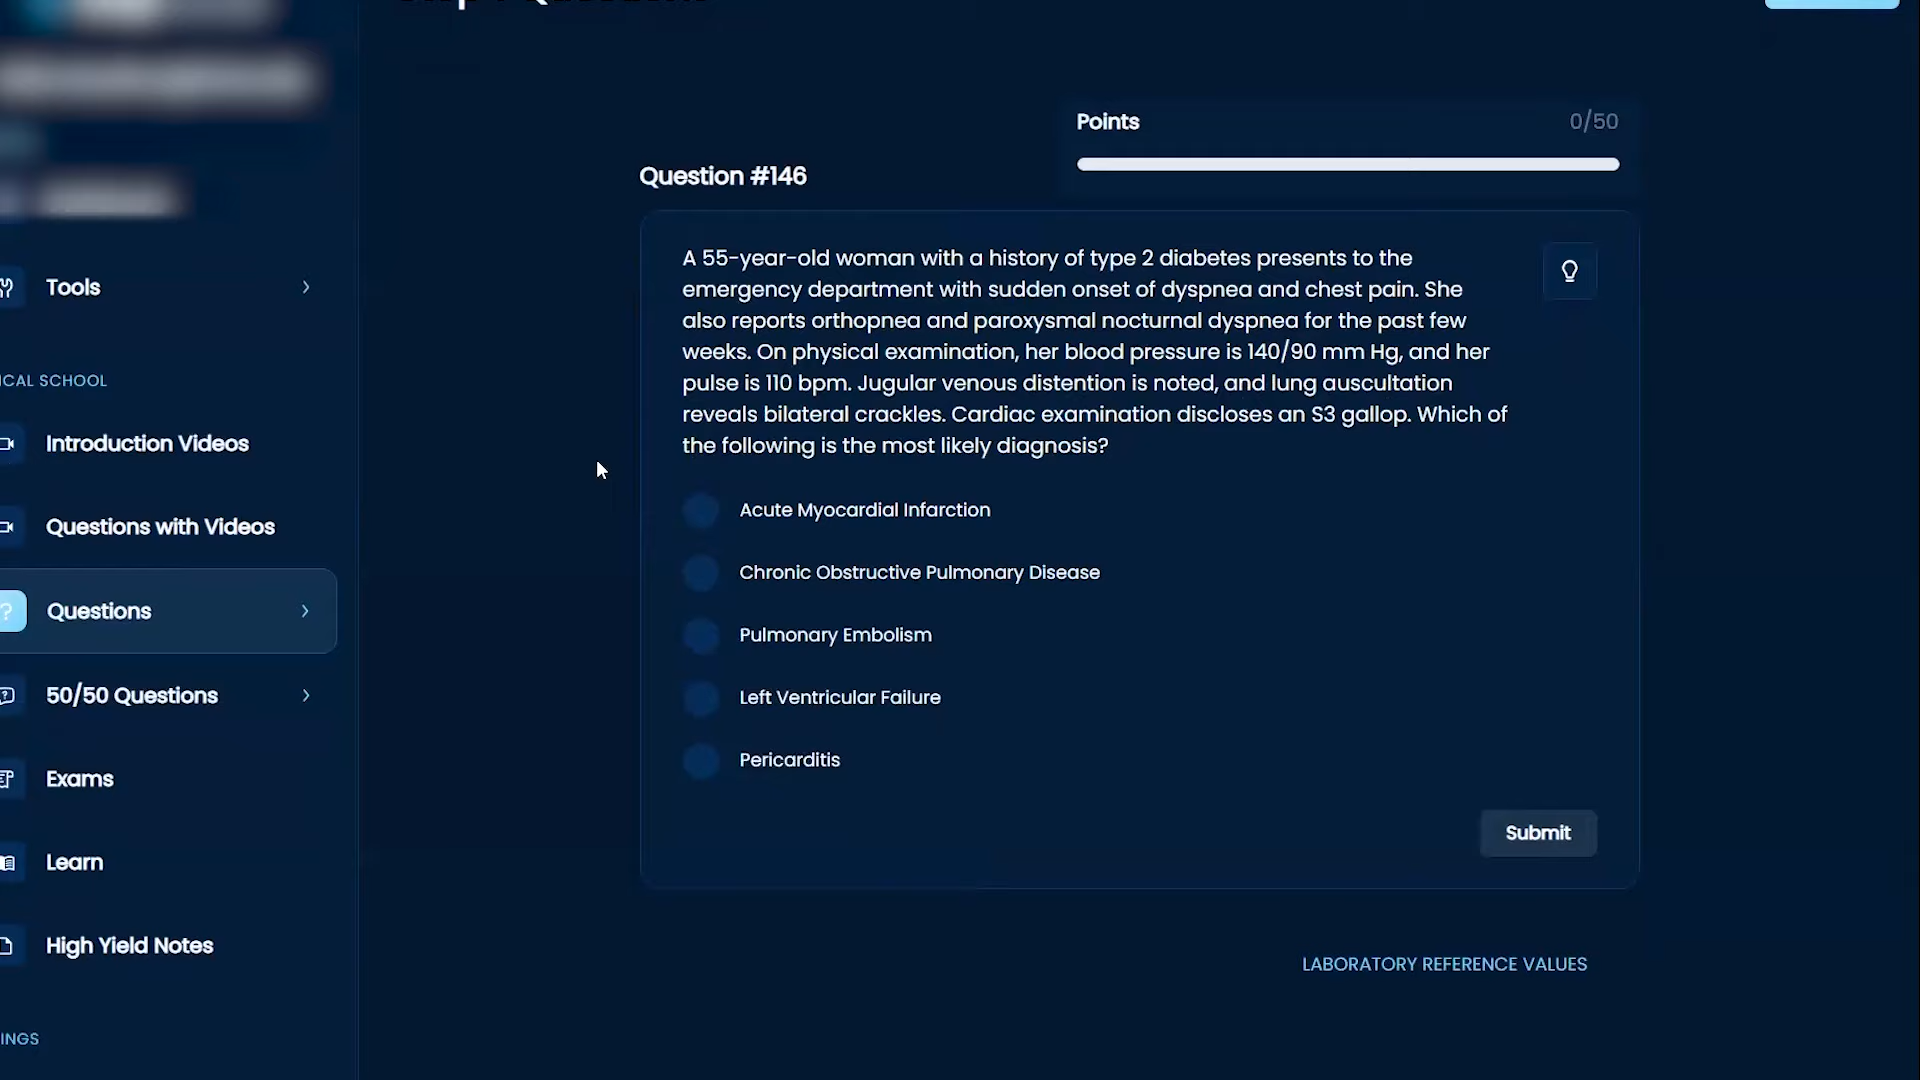 Points
0/50
Question #146
A 55-year-old woman with a history of type 2 diabetes presents to the
emergency department with sudden onset of dyspnea and chest pain. She
also reports orthopnea and paroxysmal nocturnal dyspnea for the past few
weeks. On physical examination, her blood pressure is 140/90 mm Hg, and her
pulse is 110 bpm. Jugular venous distention is noted, and lung auscultation
reveals bilateral crackles. Cardiac examination discloses an S3 gallop. Which of
the following is the most likely diagnosis?
Acute Myocardial Infarction
Chronic Obstructive Pulmonary Disease
Pulmonary Embolism
Left Ventricular Failure
Pericarditis
Submit
LABORATORY REFERENCE VALUES
Tools
ICAL SCHOOL
Introduction Videos
Questions with Videos
Questions
50/50 Questions
Exams
Learn
High Yield Notes
INGS